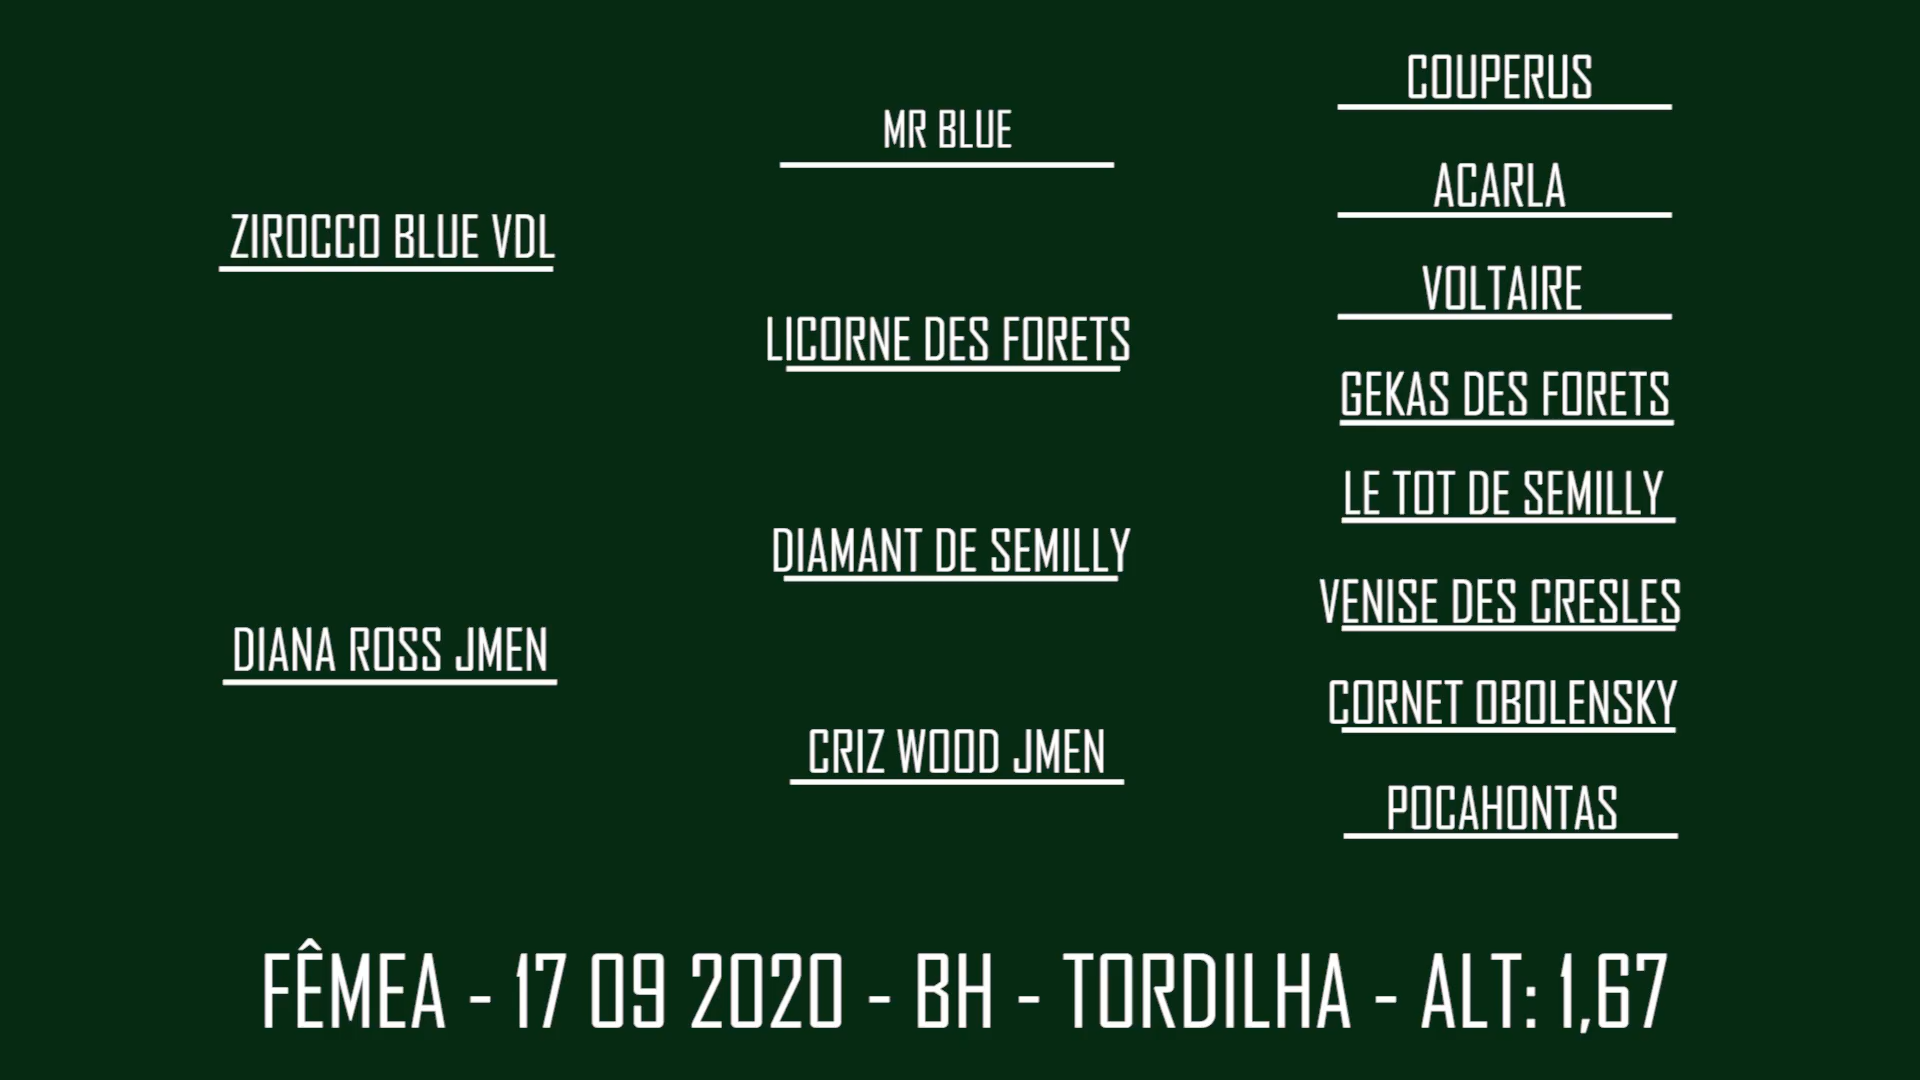 ZIROCCO BLUE VDL
DIANA ROSS JMEN
MR BLUE
LICORNE DES FORETS
DIAMANT DE SEMILLY
CRIZ WOOD JMEN
COUPERUS
ACARLA
VOLTAIRE
GEKAS DES FORETS
LE TOT DE SEMILLY
VENISE DES CRESLES
CORNET OBOLENSKY
POCAHONTAS
FÊMEA - 17 09 2020 - BH - TORDILHA - ALT: 1,67